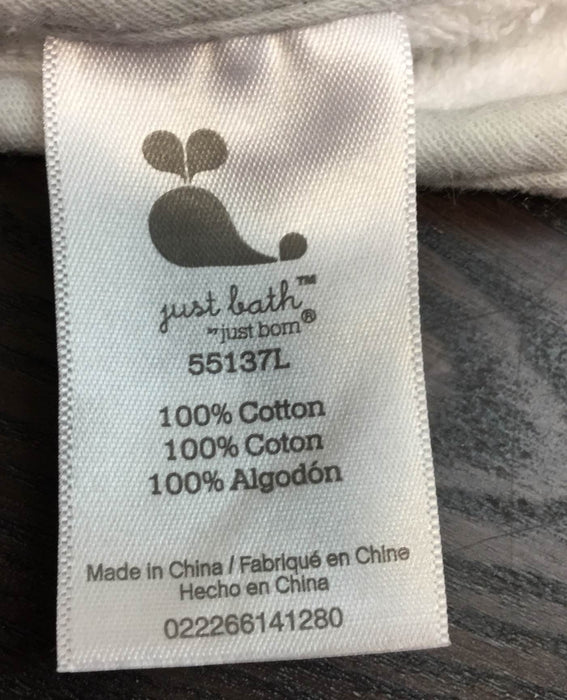 just bath™
by just born®
55137L
100% Cotton
100% Coton
100% Algodón
Made in China / Fabriqué en Chine
Hecho en China
022266141280